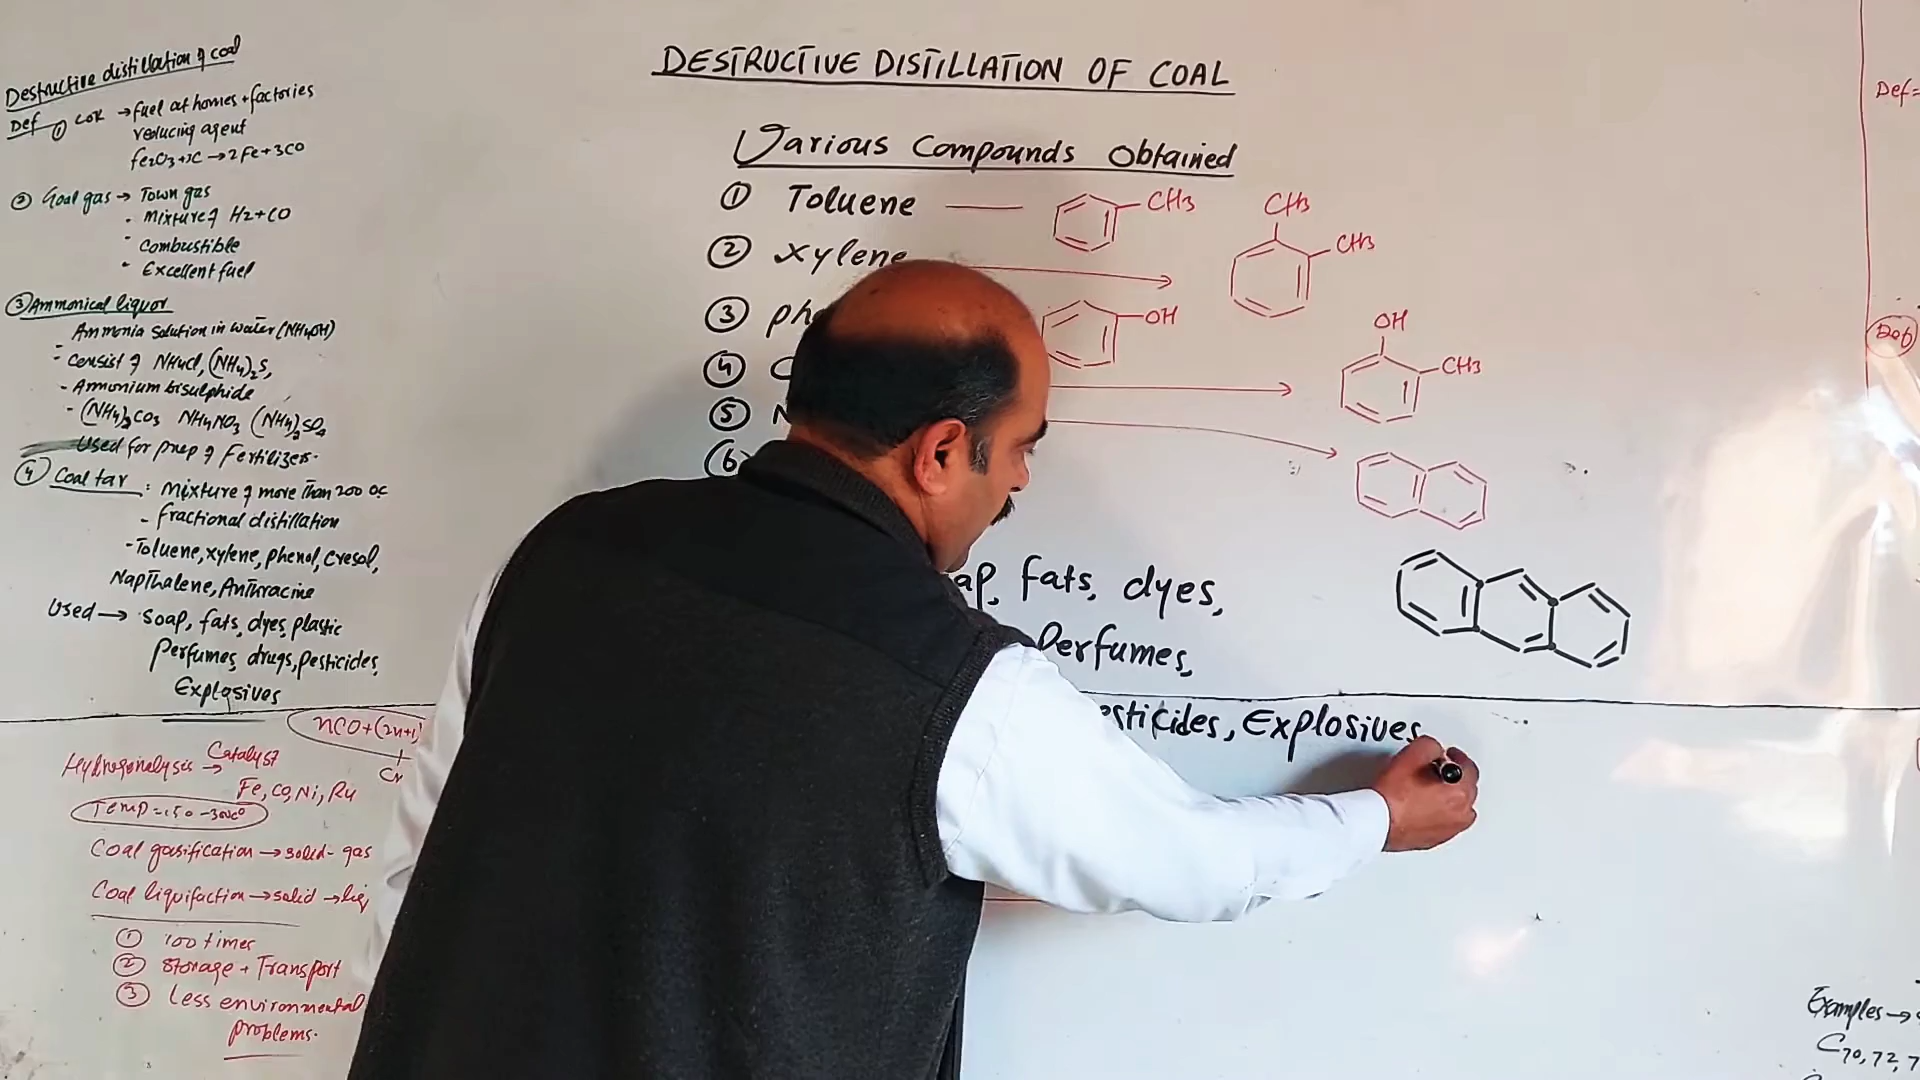 Destructive distillation of coal
Def ① Cok → fuel at homes + factories
reducing agent
Fe2O3+3C → 2Fe+3CO
② Goal gas → Town gas
· Mixture of H2+CO
· Combustible
· Excellent fuel
③ Ammonical liquor
- Ammonia solution in water (NH4OH)
- Consist of NH4Cl, (NH4)2S,
- Ammonium bisulphide
- (NH4)2CO3 NH4NO3 (NH4)2SO4
Used for prep of Fertilizers.
④ Coal tar : Mixture of more Than 200 OC
- fractional distillation
- Toluene, xylene, phenol, cresol,
NapThalene, AnThracine
Used → Soap, fats, dyes, plastic
Perfumes, drugs, pesticides,
Explosives
nCO+(2n+1)
Hydrogenalysis → Catalyst
Fe, CO, Ni, Ru
Temp = 150-300C°
Coal gasification → solid - gas
Coal liquifaction → solid → liq
① 100 times
② Storage + Transport
③ Less environmental
problems.
DESTRUCTIVE DISTILLATION OF COAL
Various Compounds Obtained
① Toluene — CH3
② xylene CH3 CH3
③ ph OH
④ C OH CH3
⑤ N
⑥
ap, fats, dyes,
Perfumes,
esticides, Explosives
Def=
Def
Examples →
C70, 72, 7